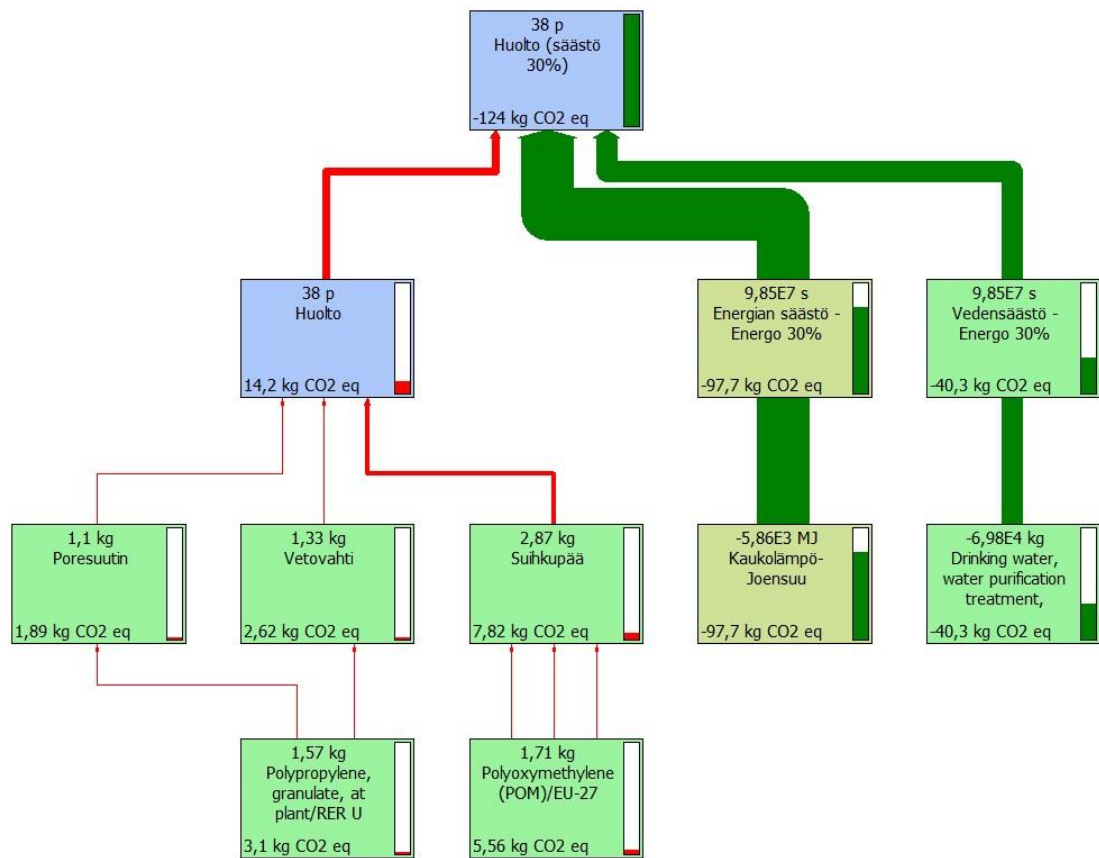 38 p
Huolto (säästö
30%)
-124 kg CO2 eq
38 p
Huolto
14,2 kg CO2 eq
9,85E7 s
Energian säästö -
Energo 30%
-97,7 kg CO2 eq
9,85E7 s
Vedensäästö -
Energo 30%
-40,3 kg CO2 eq
1,1 kg
Poresuutin
1,89 kg CO2 eq
1,33 kg
Vetovahti
2,62 kg CO2 eq
2,87 kg
Suihkupää
7,82 kg CO2 eq
-5,86E3 MJ
Kaukolämpö-
Joensuu
-97,7 kg CO2 eq
-6,98E4 kg
Drinking water,
water purification
treatment,
-40,3 kg CO2 eq
1,57 kg
Polypropylene,
granulate, at
plant/RER U
3,1 kg CO2 eq
1,71 kg
Polyoxymethylene
(POM)/EU-27
5,56 kg CO2 eq